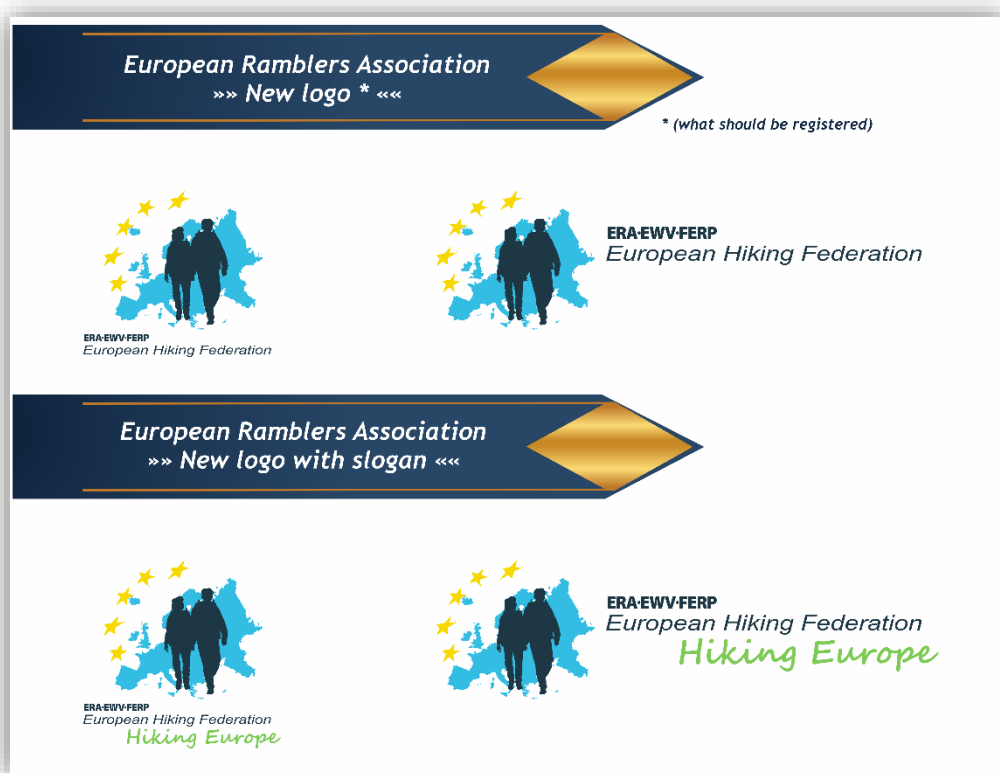 European Ramblers Association
»» New logo * ««
* (what should be registered)
ERA·EWV·FERP
European Hiking Federation
ERA·EWV·FERP
European Hiking Federation
European Ramblers Association
»» New logo with slogan ««
ERA·EWV·FERP
European Hiking Federation
Hiking Europe
ERA·EWV·FERP
European Hiking Federation
Hiking Europe